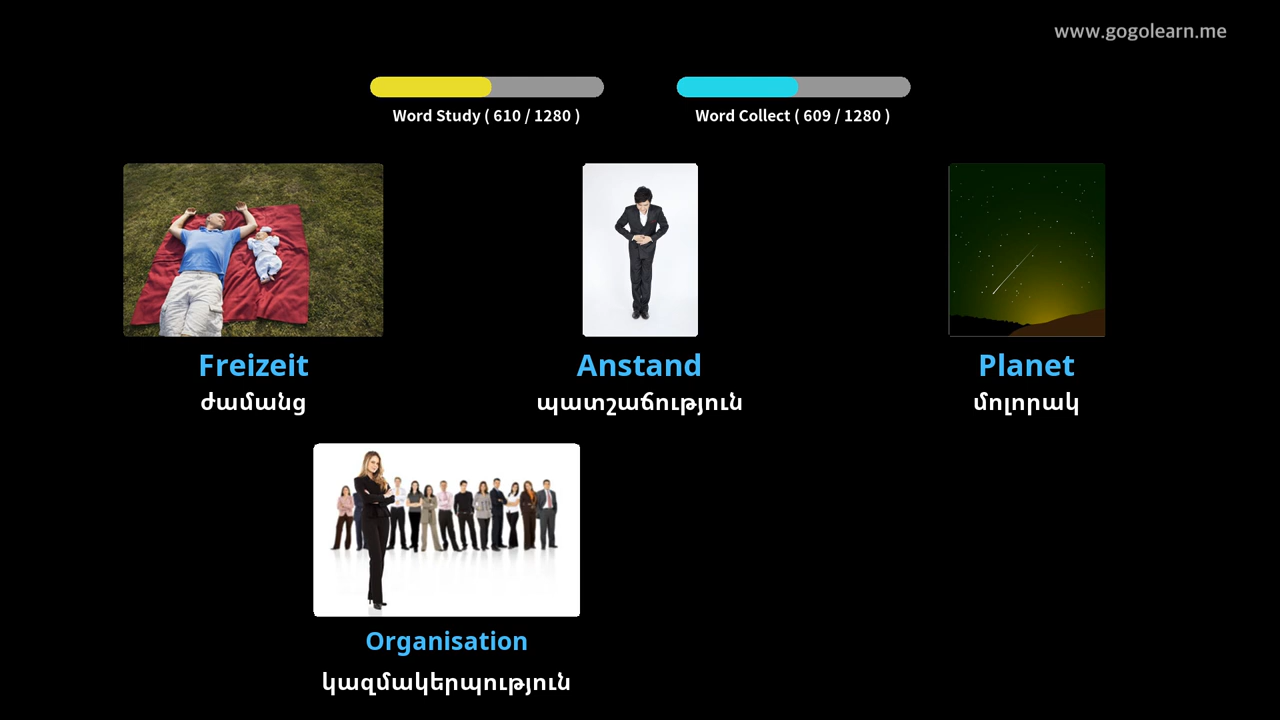 www.gogolearn.me
Word Study ( 610 / 1280 )
Word Collect ( 609 / 1280 )
Freizeit
ժամանց
Anstand
պատշաճություն
Planet
մոլորակ
Organisation
կազմակերպություն